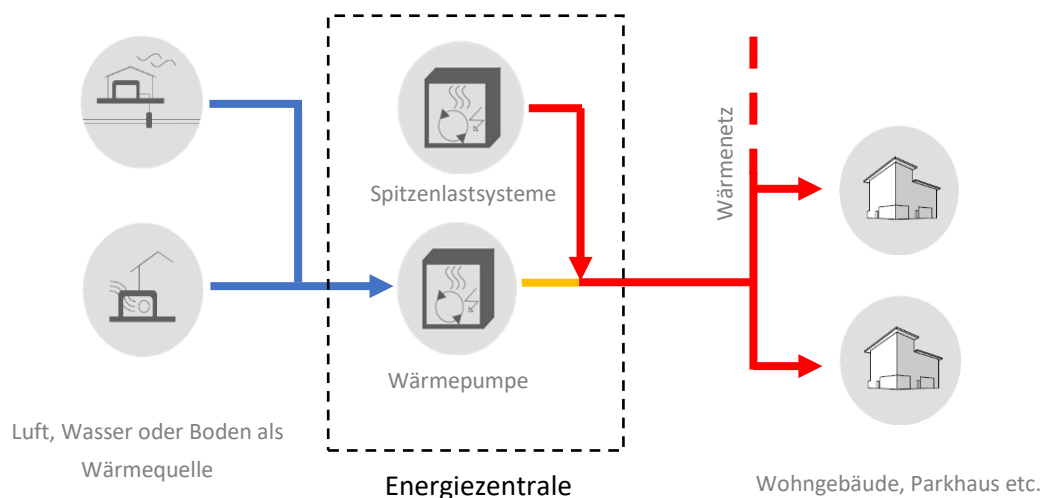 Spitzenlastsysteme
Wärmenetz
Wärmepumpe
Luft, Wasser oder Boden als
Wärmequelle
Energiezentrale
Wohngebäude, Parkhaus etc.